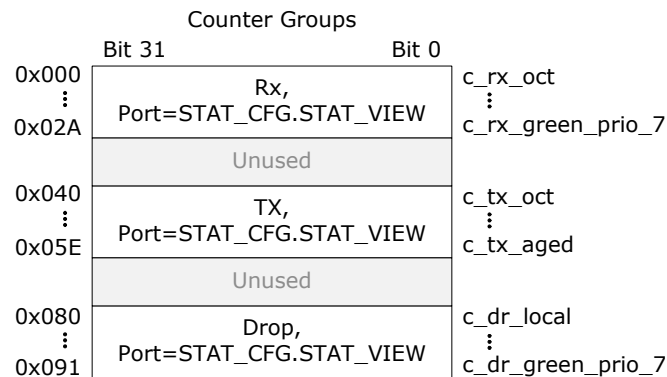 Counter Groups
Bit 31 Bit 0
0x000 Rx, c_rx_oct
Port=STAT_CFG.STAT_VIEW
0x02A c_rx_green_prio_7
Unused
0x040 TX, c_tx_oct
Port=STAT_CFG.STAT_VIEW
0x05E c_tx_aged
Unused
0x080 Drop, c_dr_local
Port=STAT_CFG.STAT_VIEW
0x091 c_dr_green_prio_7